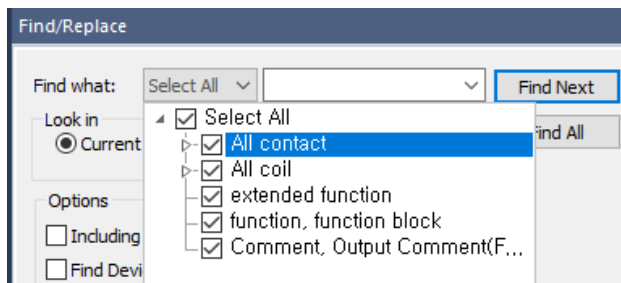 Find/Replace
Find what: Select All Find Next
Select All
Look in
Current
All contact
Find All
All coil
Options
extended function
Including
function, function block
Comment, Output Comment(F...
Find Devi